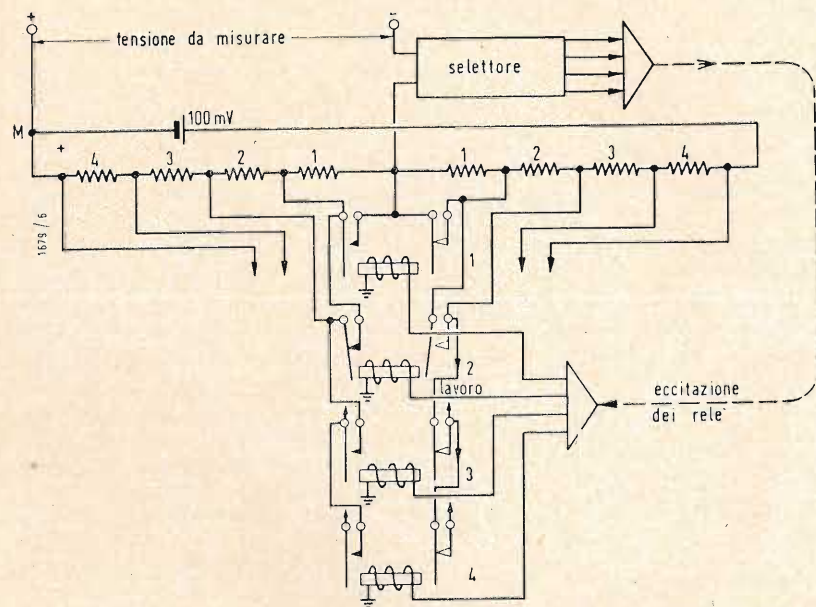 + -
tensione da misurare
selettore
M
100 mV
+
4 3 2 1 1 2 3 4
1679/6
1
2
lavoro
eccitazione
dei rele'
3
4